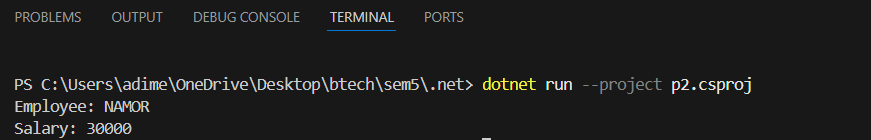 PROBLEMS OUTPUT DEBUG CONSOLE TERMINAL PORTS
PS C:\Users\adime\OneDrive\Desktop\btech\sem5\.net> dotnet run --project p2.csproj
Employee: NAMOR
Salary: 30000